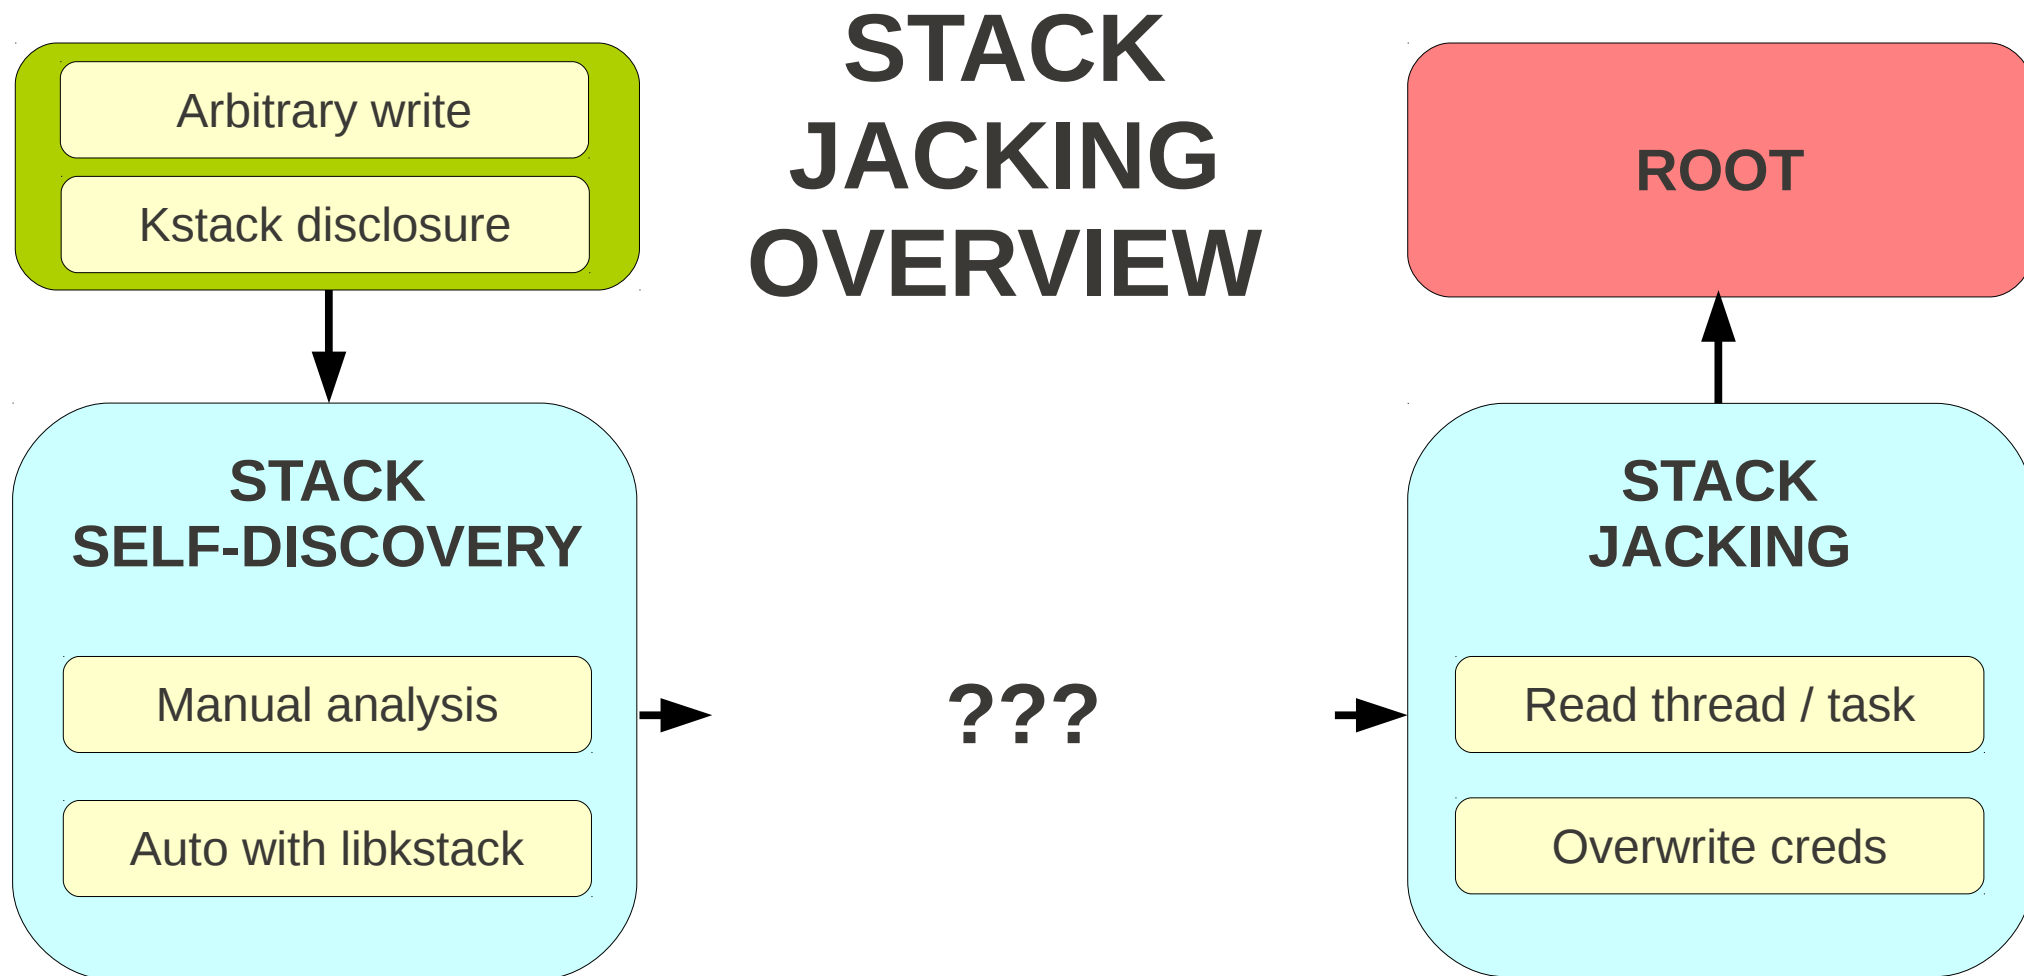 STACK
JACKING
OVERVIEW
Arbitrary write
Kstack disclosure
ROOT
STACK
SELF-DISCOVERY
Manual analysis
Auto with libkstack
???
STACK
JACKING
Read thread / task
Overwrite creds